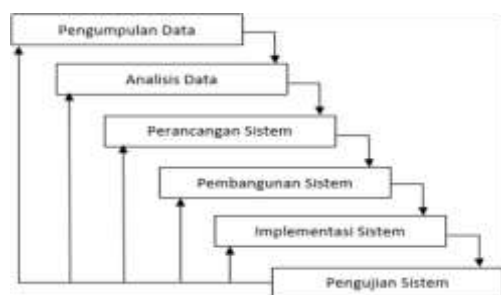 Pengumpulan Data
Analisis Data
Perancangan Sistem
Pembangunan Sistem
Implementasi Sistem
Pengujian Sistem